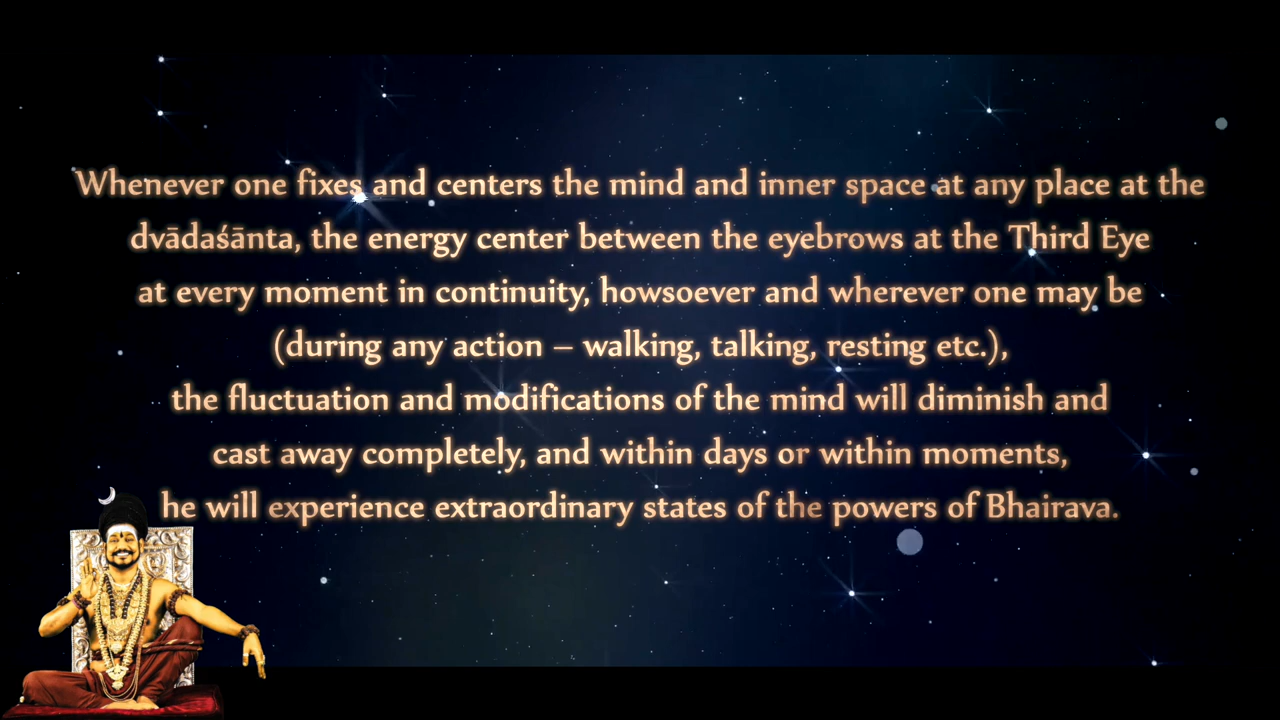 Whenever one fixes and centers the mind and inner space at any place at the
dvādaśānta, the energy center between the eyebrows at the Third Eye
at every moment in continuity, howsoever and wherever one may be
(during any action – walking, talking, resting etc.),
the fluctuation and modifications of the mind will diminish and
cast away completely, and within days or within moments,
he will experience extraordinary states of the powers of Bhairava.